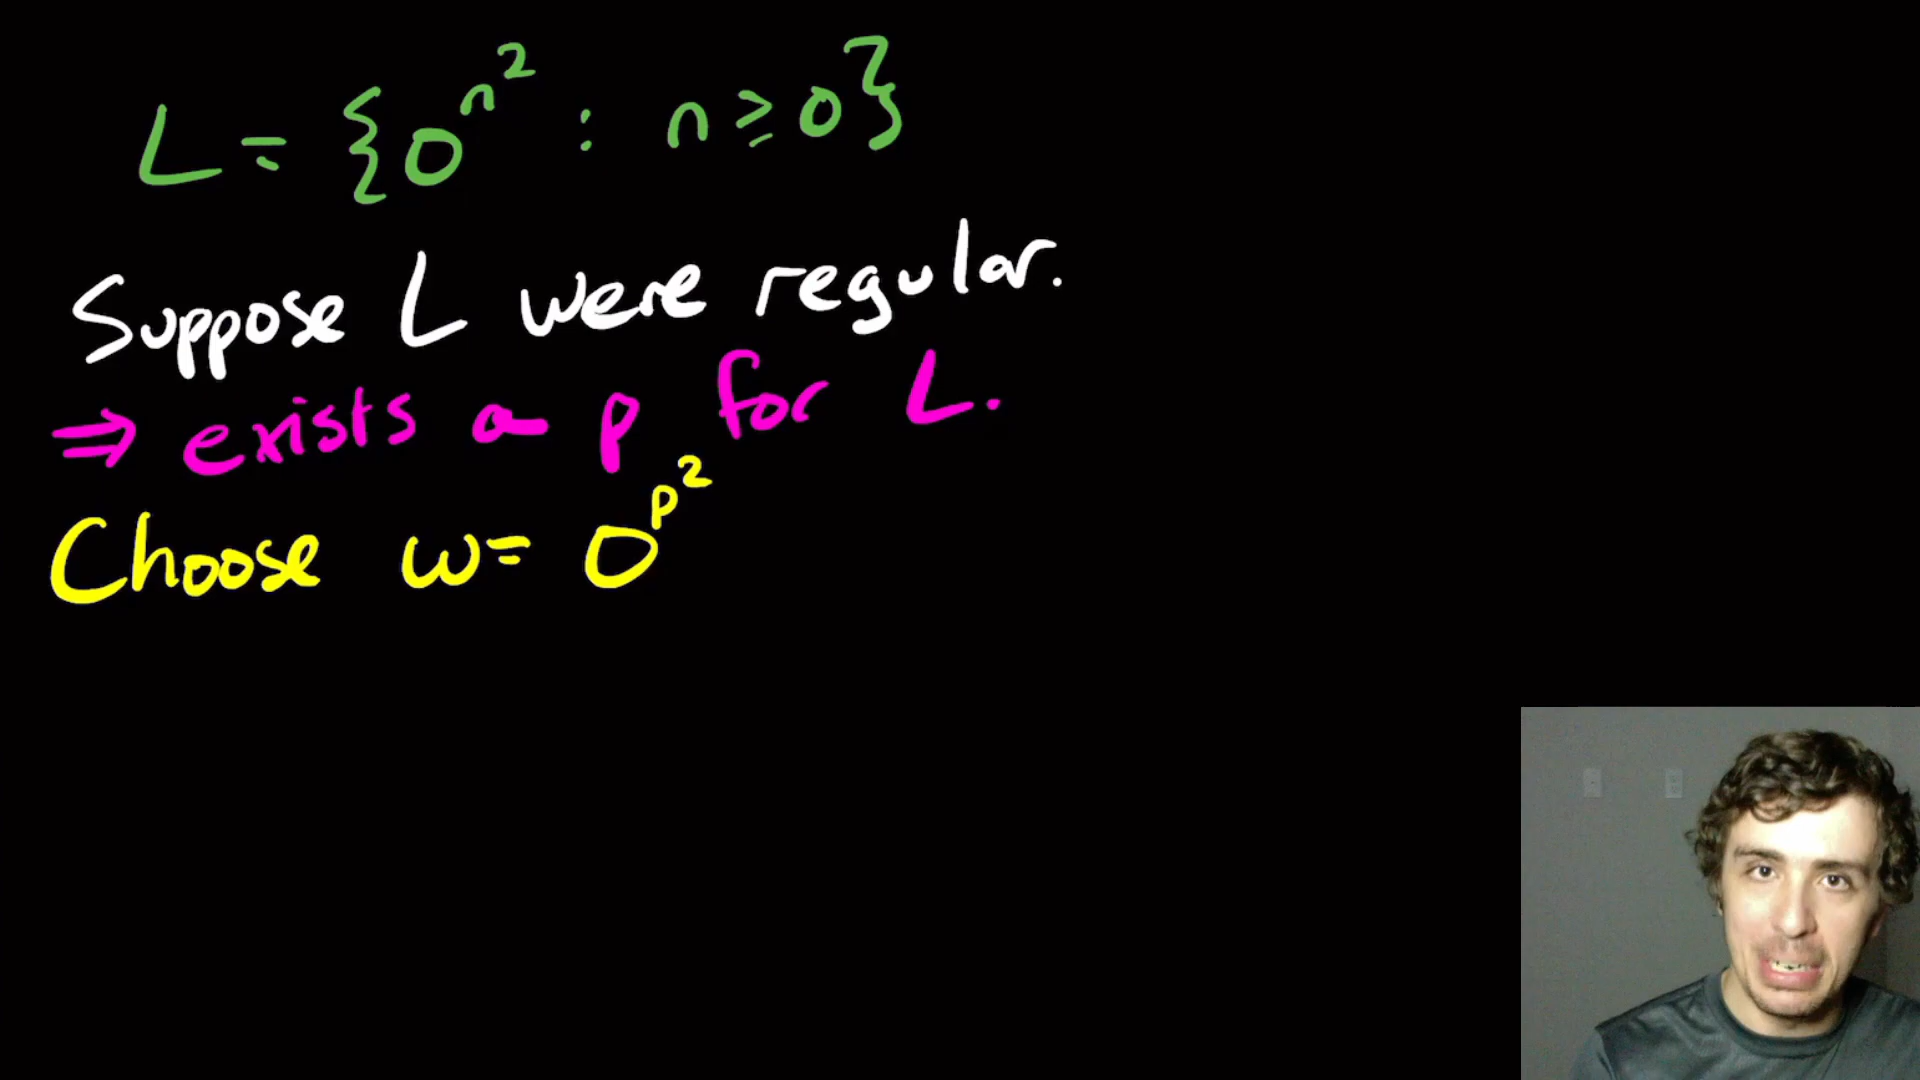 L = {0^n^2 : n ≥ 0}
Suppose L were regular.
⇒ exists a p for L.
Choose w = 0^p^2